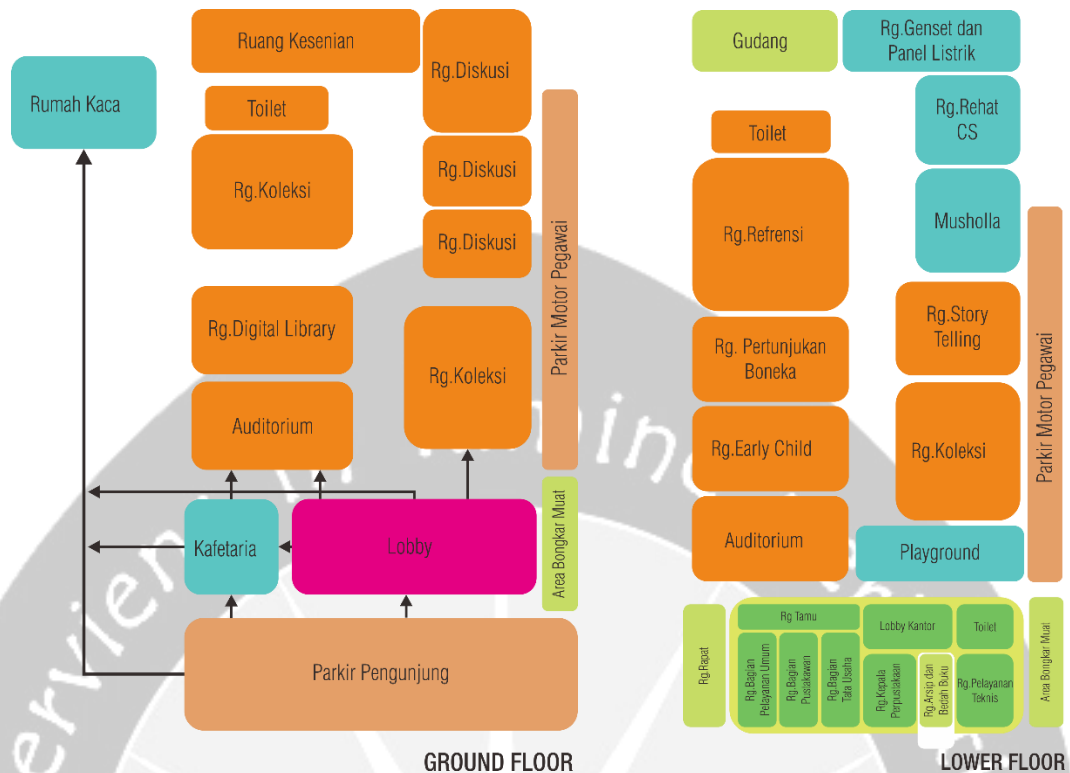 Ruang Kesenian
Rg.Diskusi
Rumah Kaca
Toilet
Rg.Koleksi
Rg.Diskusi
Rg.Diskusi
Parkir Motor Pegawai
Rg.Digital Library
Rg.Koleksi
Auditorium
Kafetaria
Lobby
Area Bongkar Muat
Parkir Pengunjung
GROUND FLOOR
Gudang
Rg.Genset dan
Panel Listrik
Rg.Rehat
CS
Toilet
Rg.Refrensi
Musholla
Parkir Motor Pegawai
Rg.Story
Telling
Rg. Pertunjukan
Boneka
Rg.Early Child
Rg.Koleksi
Auditorium
Playground
Rg.Rapat
Rg Tamu
Lobby Kantor
Toilet
Area Bongkar Muat
Rg.Bagian
Pelayanan Umum
Rg.Bagian
Pustakawan
Rg.Bagian
Tata Usaha
Rg.Kepala
Perpustakaan
Rg.Arsip dan
Bedah Buku
Rg.Pelayanan
Teknis
LOWER FLOOR
serviens in lumine